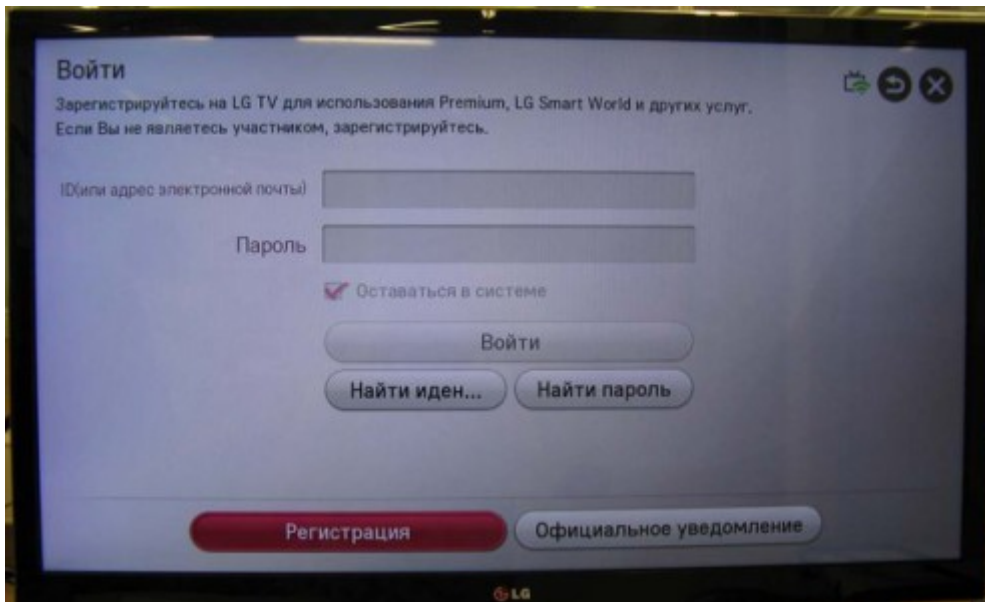 Войти
Зарегистрируйтесь на LG TV для использования Premium, LG Smart World и других услуг.
Если Вы не являетесь участником, зарегистрируйтесь.
ID(или адрес электронной почты)
Пароль
Оставаться в системе
Войти
Найти иден... Найти пароль
Регистрация Официальное уведомление
LG